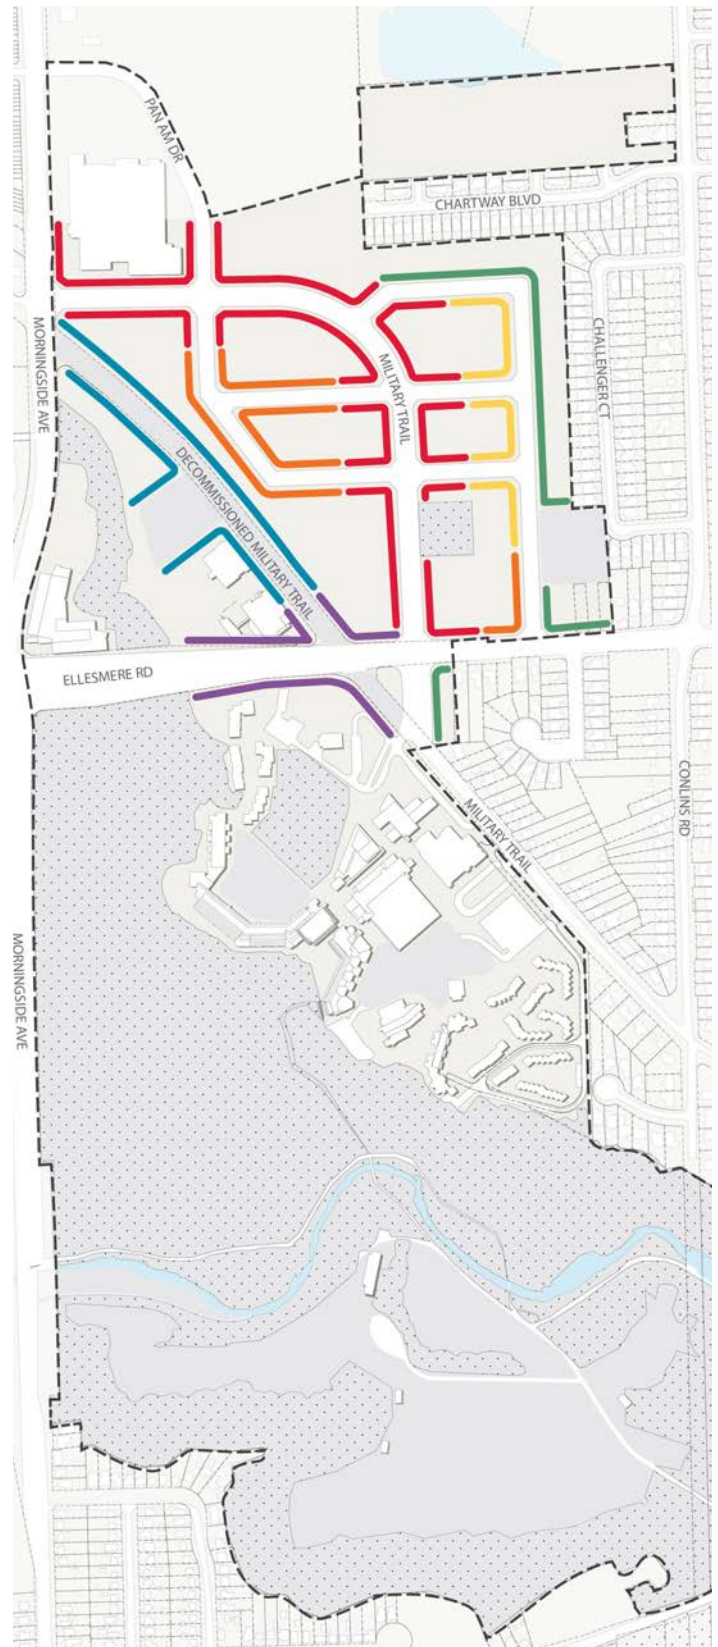 PAN AM DR
CHARTWAY BLVD
MORNINGSIDE AVE
CHALLENGER CT
MILITARY TRAIL
DECOMMISSIONED MILITARY TRAIL
ELLESMERE RD
CONLINS RD
MILITARY TRAIL
MORNINGSIDE AVE